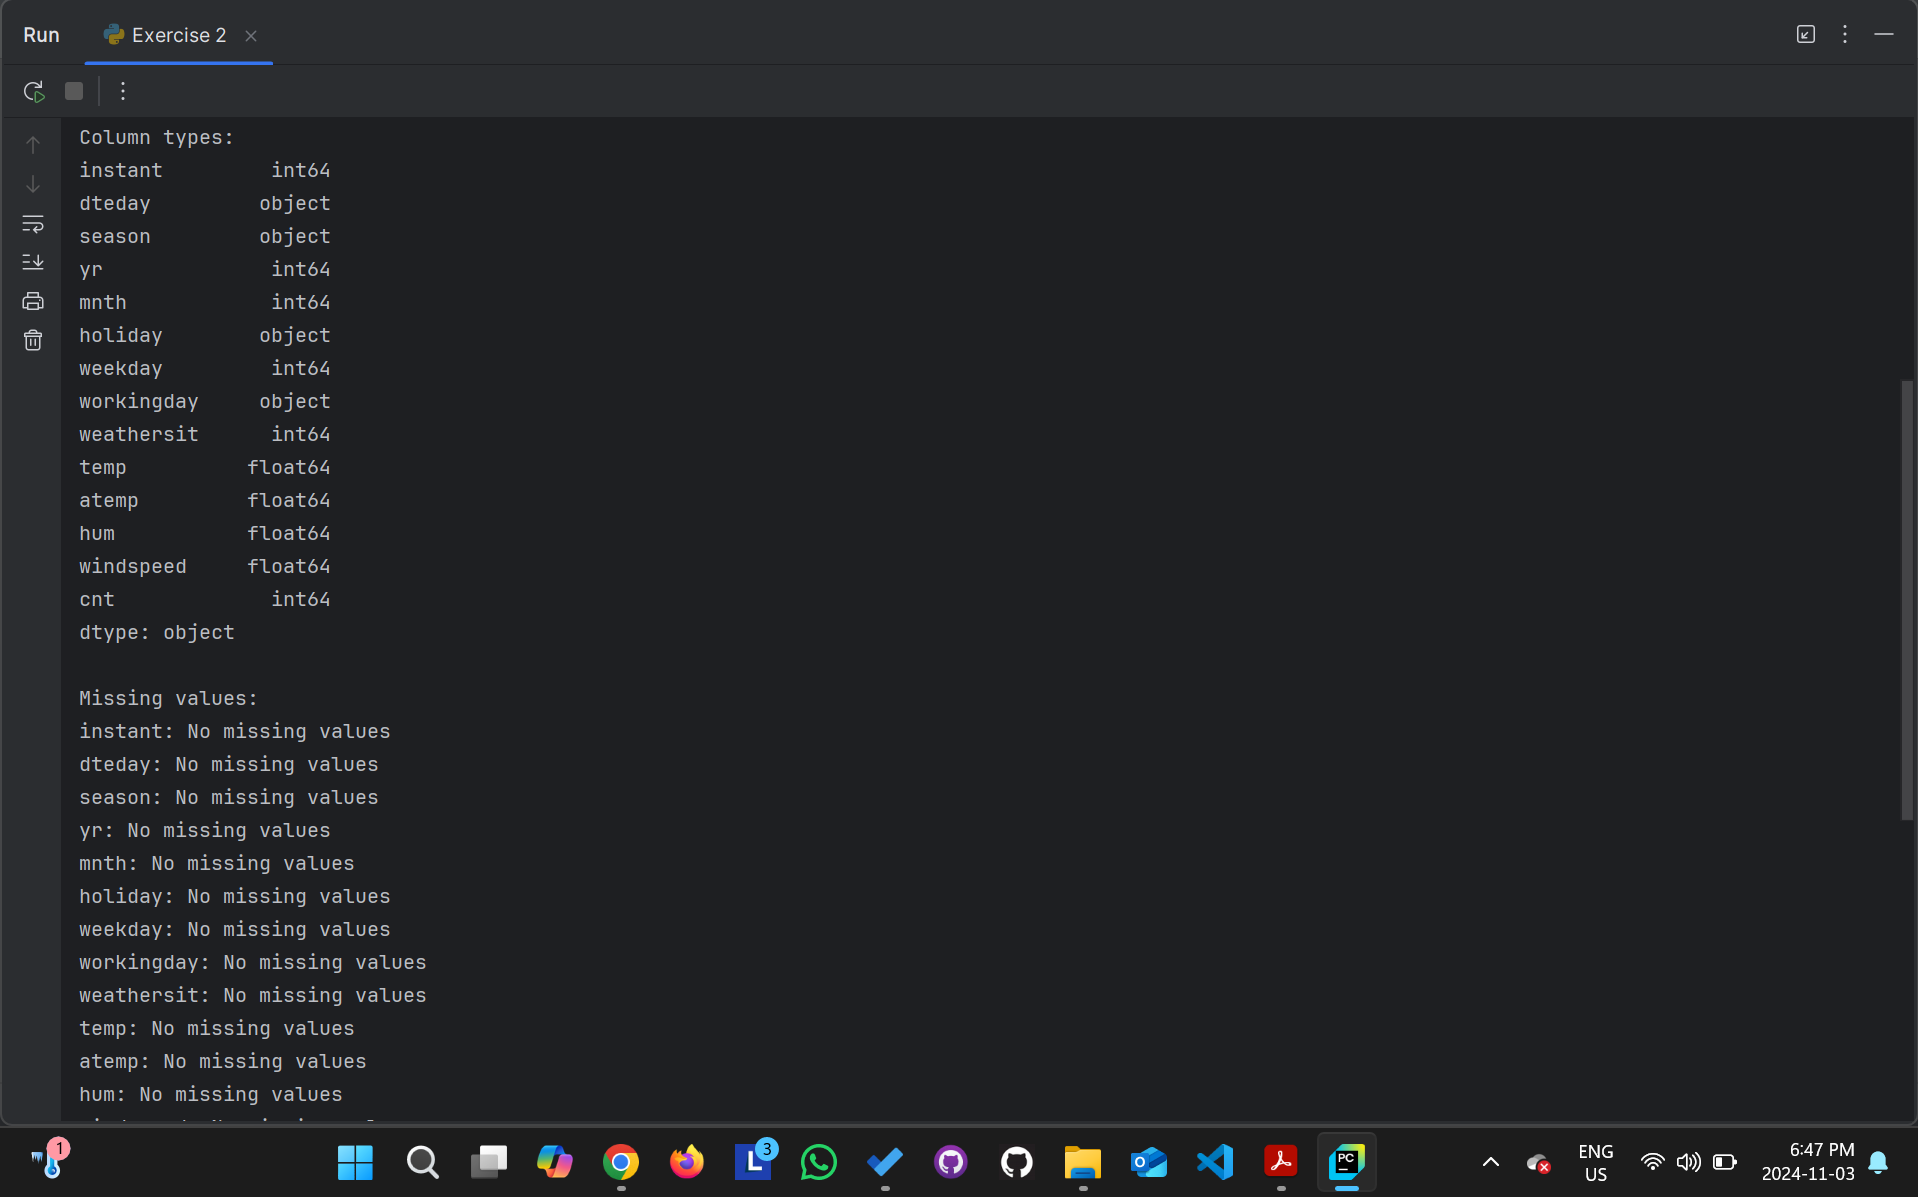 Run Exercise 2
Column types:
instant int64
dteday object
season object
yr int64
mnth int64
holiday object
weekday int64
workingday object
weathersit int64
temp float64
atemp float64
hum float64
windspeed float64
cnt int64
dtype: object
Missing values:
instant: No missing values
dteday: No missing values
season: No missing values
yr: No missing values
mnth: No missing values
holiday: No missing values
weekday: No missing values
workingday: No missing values
weathersit: No missing values
temp: No missing values
atemp: No missing values
hum: No missing values
1
L 3
O
PC
ENG
US
6:47 PM
2024-11-03